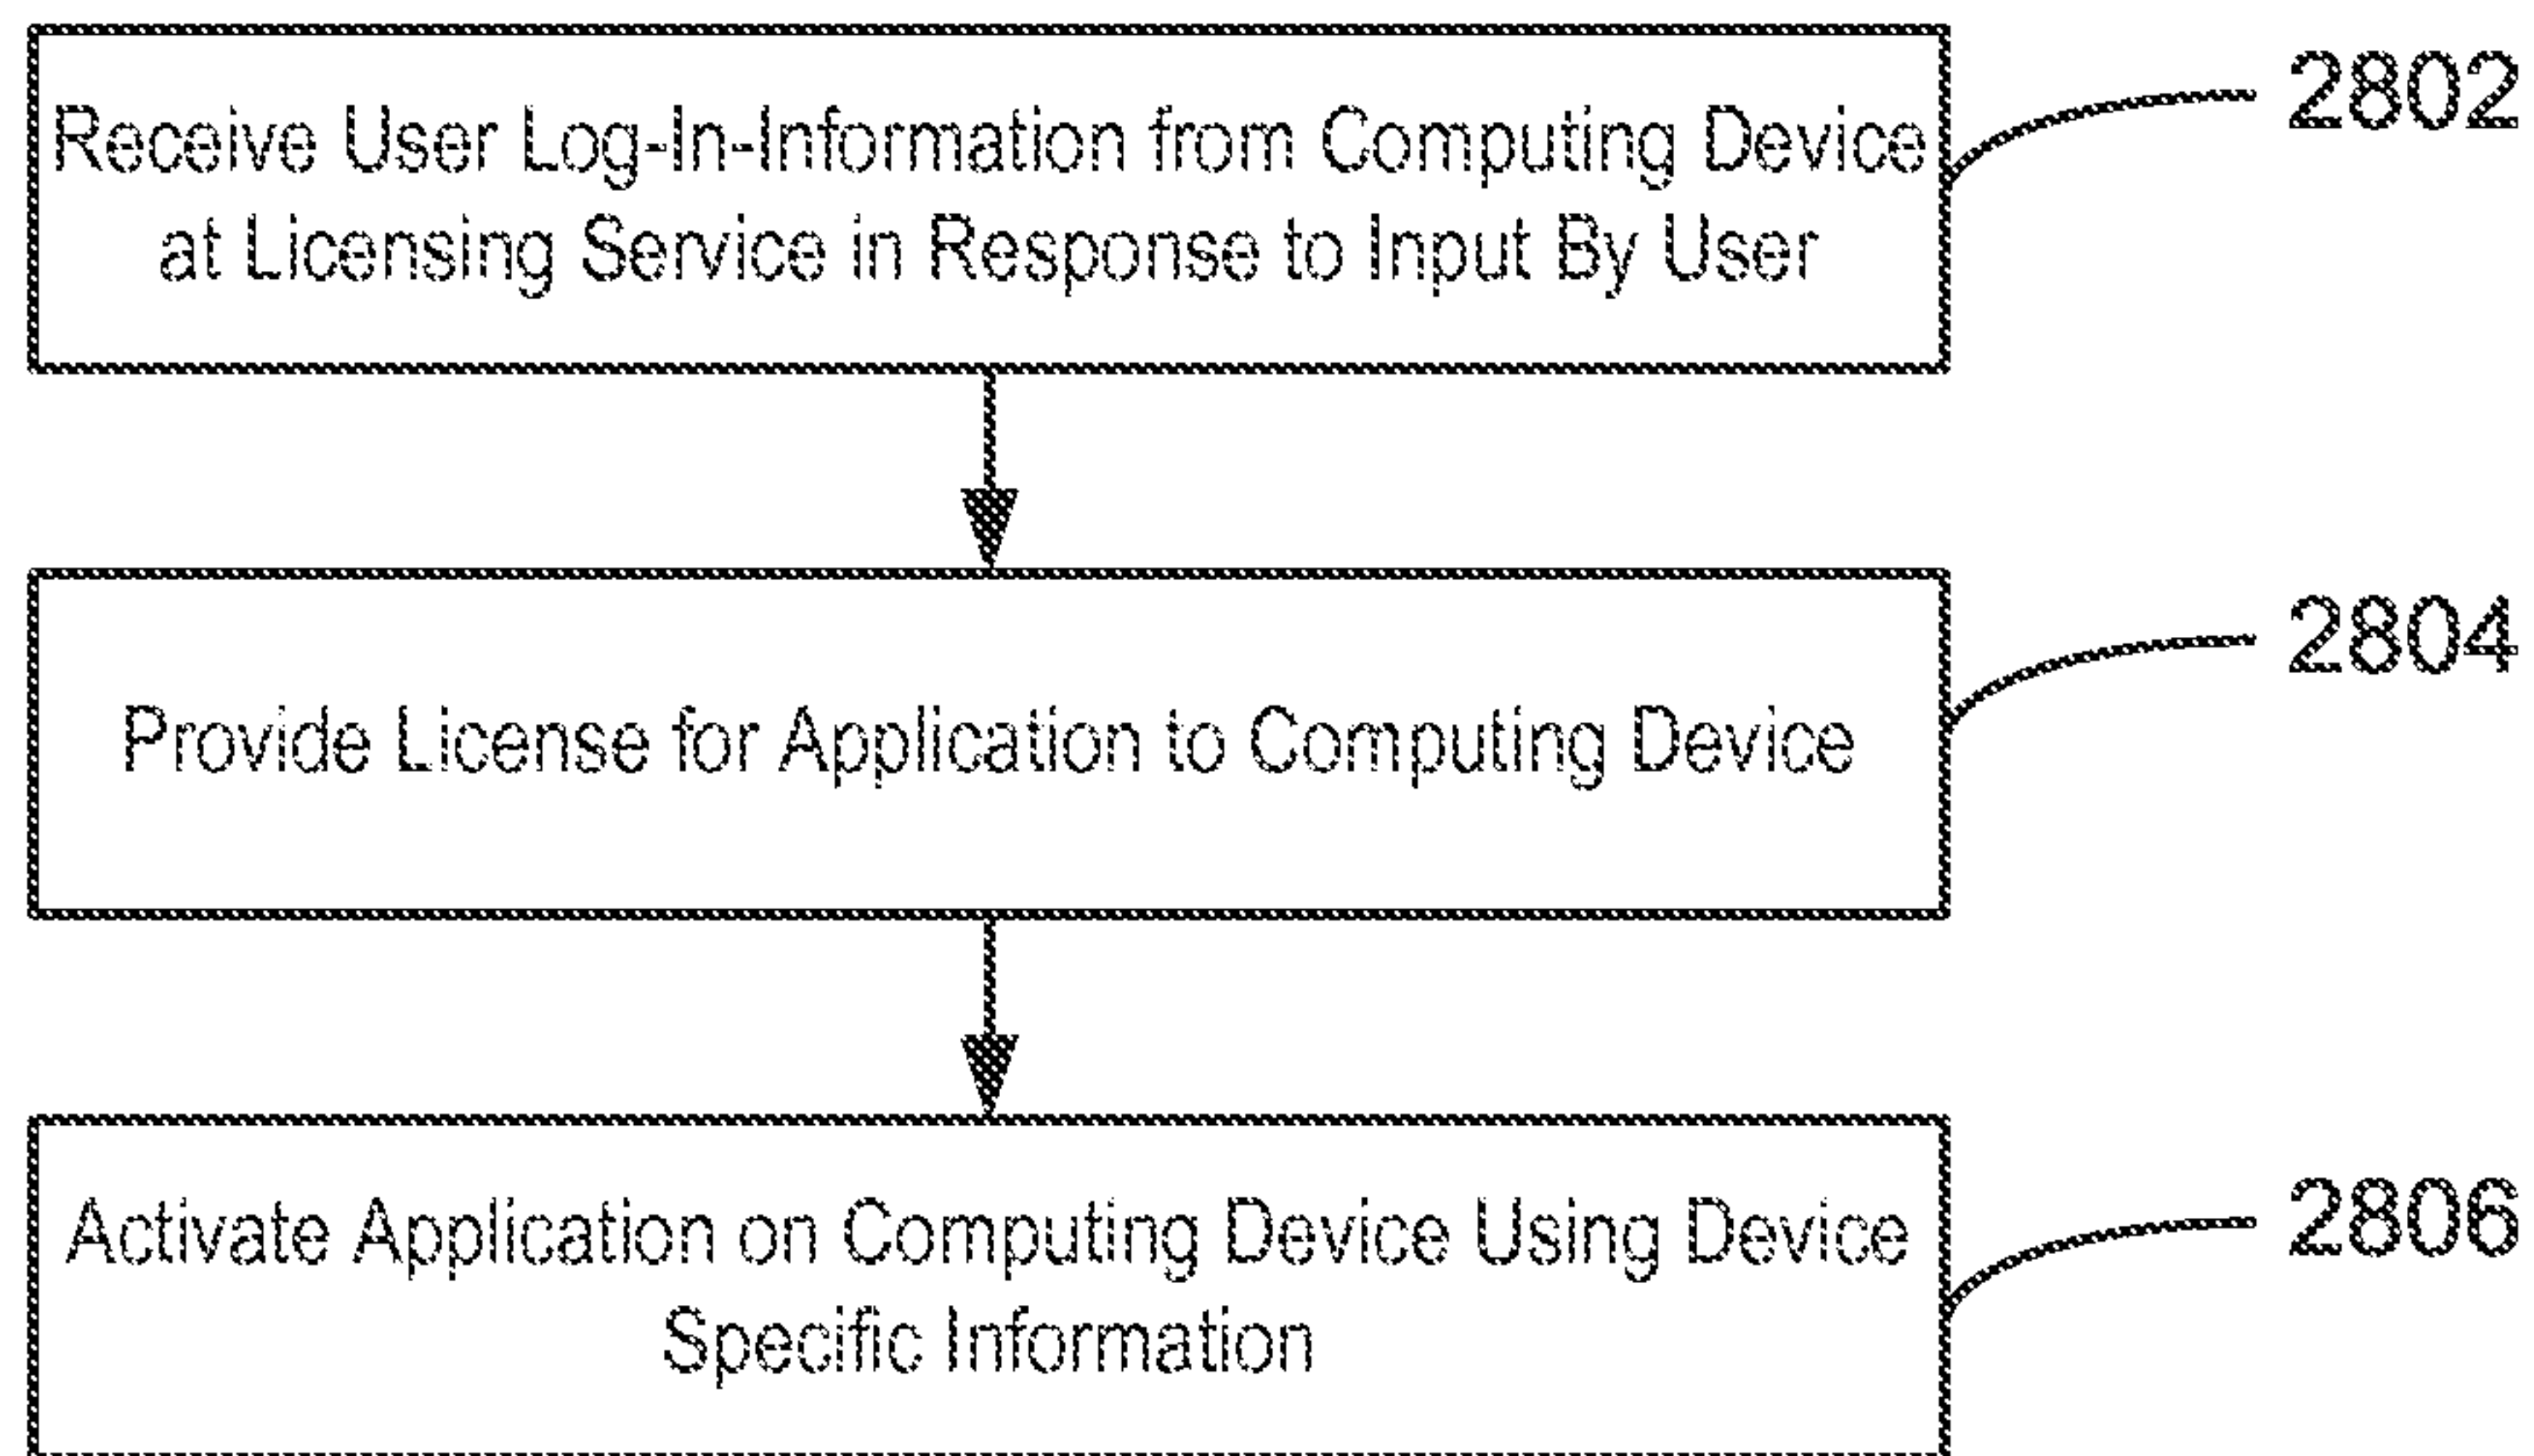 Receive User Log-In-Information from Computing Device
at Licensing Service in Response to Input By User
2802
Provide License for Application to Computing Device
2804
Activate Application on Computing Device Using Device
Specific Information
2806